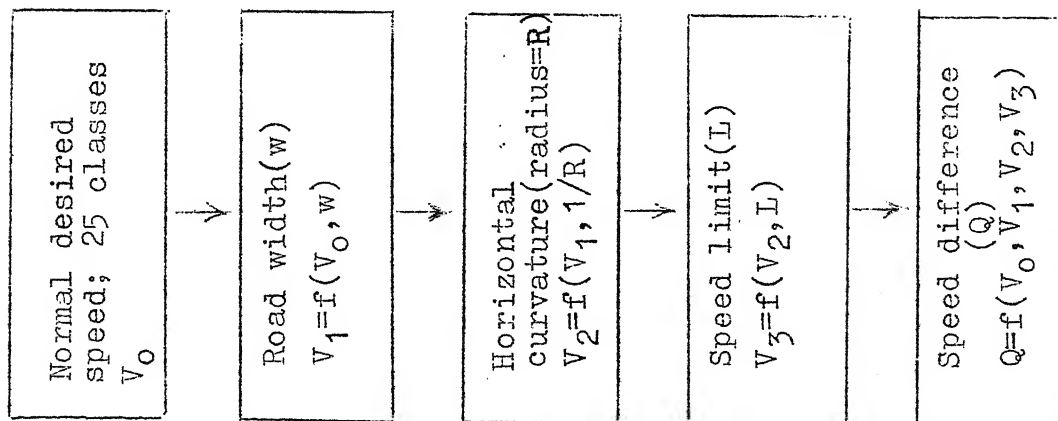 Normal desired
speed; 25 classes
V₀
Road width(w)
V₁=f(V₀,w)
Horizontal
curvature(radius=R)
V₂=f(V₁,1/R)
Speed limit(L)
V₃=f(V₂,L)
Speed difference
(Q)
Q=f(V₀,V₁,V₂,V₃)